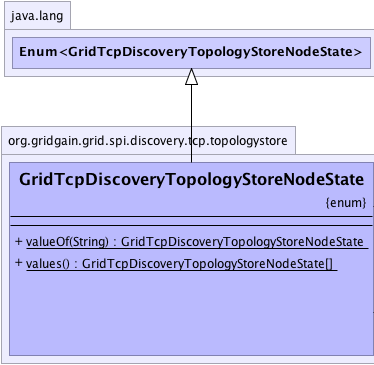 java.lang
Enum<GridTcpDiscoveryTopologyStoreNodeState>
org.gridgain.grid.spi.discovery.tcp.topologystore
GridTcpDiscoveryTopologyStoreNodeState
{enum}
+ valueOf(String) : GridTcpDiscoveryTopologyStoreNodeState
+ values() : GridTcpDiscoveryTopologyStoreNodeState[]